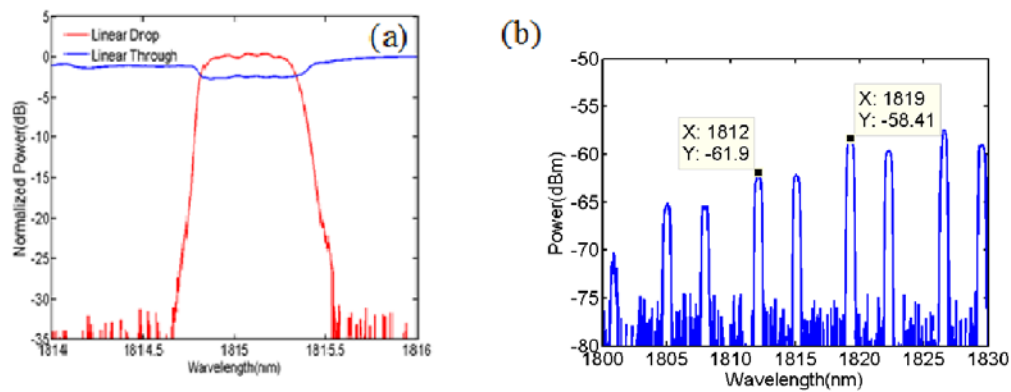 (a)
5
0
-5
-10
-15
-20
-25
-30
-35
Normalized Power(dB)
Linear Drop
Linear Through
1814
1814.5
1815
1815.5
1816
Wavelength(nm)
(b)
-50
-55
-60
-65
-70
-75
-80
Power(dBm)
X: 1812
Y: -61.9
X: 1819
Y: -58.41
1800
1805
1810
1815
1820
1825
1830
Wavelength(nm)